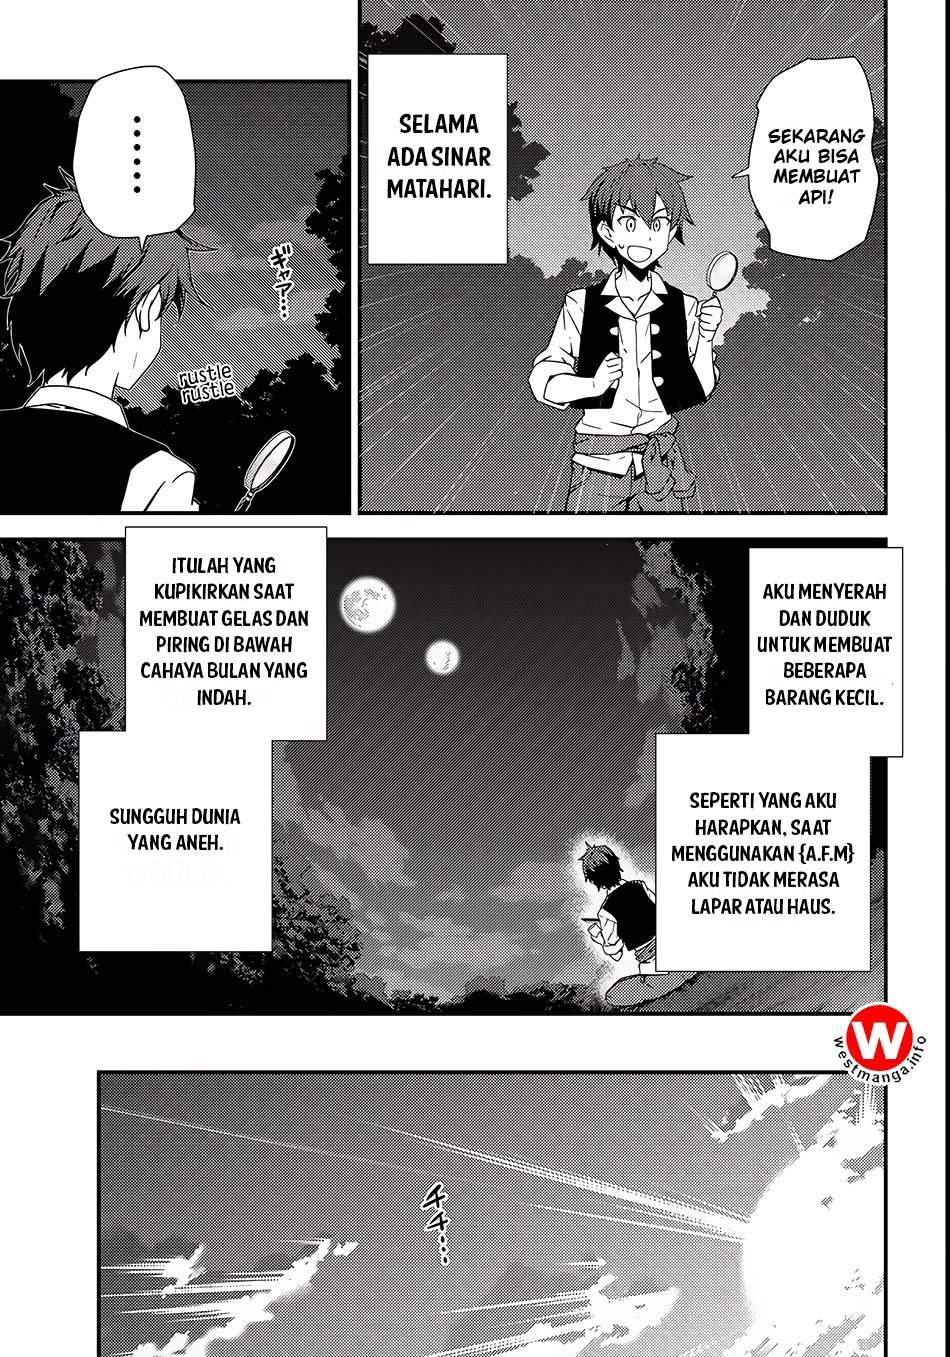 SEKARANG
AKU BISA
MEMBUAT
API!
SELAMA
ADA SINAR
MATAHARI.
.......
ギャァ...
rustle
rustle
AKU MENYERAH
DAN DUDUK
UNTUK MEMBUAT
BEBERAPA
BARANG KECIL.
SEPERTI YANG AKU
HARAPKAN, SAAT
MENGGUNAKAN {A.F.M}
AKU TIDAK MERASA
LAPAR ATAU HAUS.
ITULAH YANG
KUPIKIRKAN SAAT
MEMBUAT GELAS DAN
PIRING DI BAWAH
CAHAYA BULAN YANG
INDAH.
SUNGGUH DUNIA
YANG ANEH.
WORLD
W
westmanga.info
チチ...